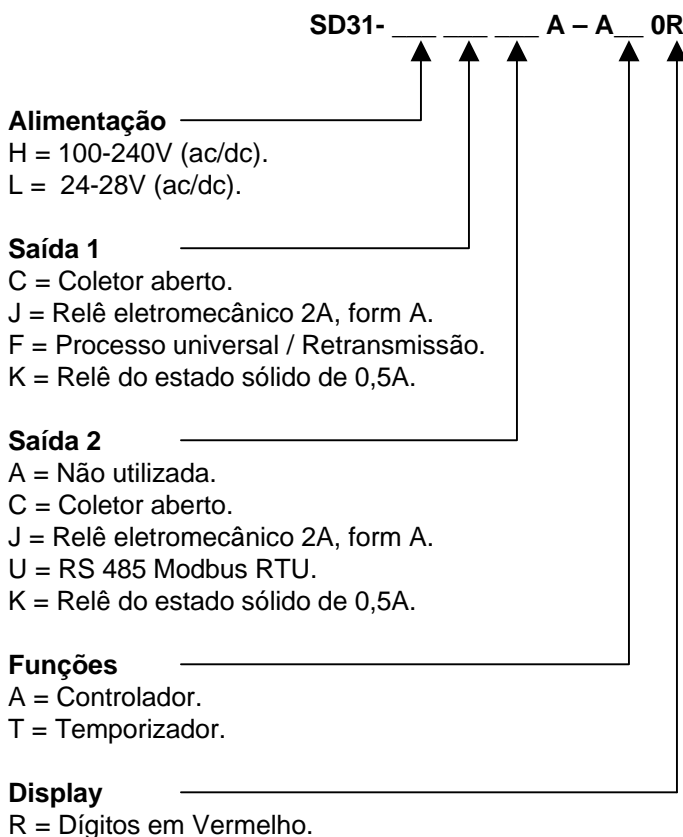 SD31- ___ ___ ___ A – A__ 0R
Alimentação
H = 100-240V (ac/dc).
L = 24-28V (ac/dc).
Saída 1
C = Coletor aberto.
J = Relê eletromecânico 2A, form A.
F = Processo universal / Retransmissão.
K = Relê do estado sólido de 0,5A.
Saída 2
A = Não utilizada.
C = Coletor aberto.
J = Relê eletromecânico 2A, form A.
U = RS 485 Modbus RTU.
K = Relê do estado sólido de 0,5A.
Funções
A = Controlador.
T = Temporizador.
Display
R = Dígitos em Vermelho.